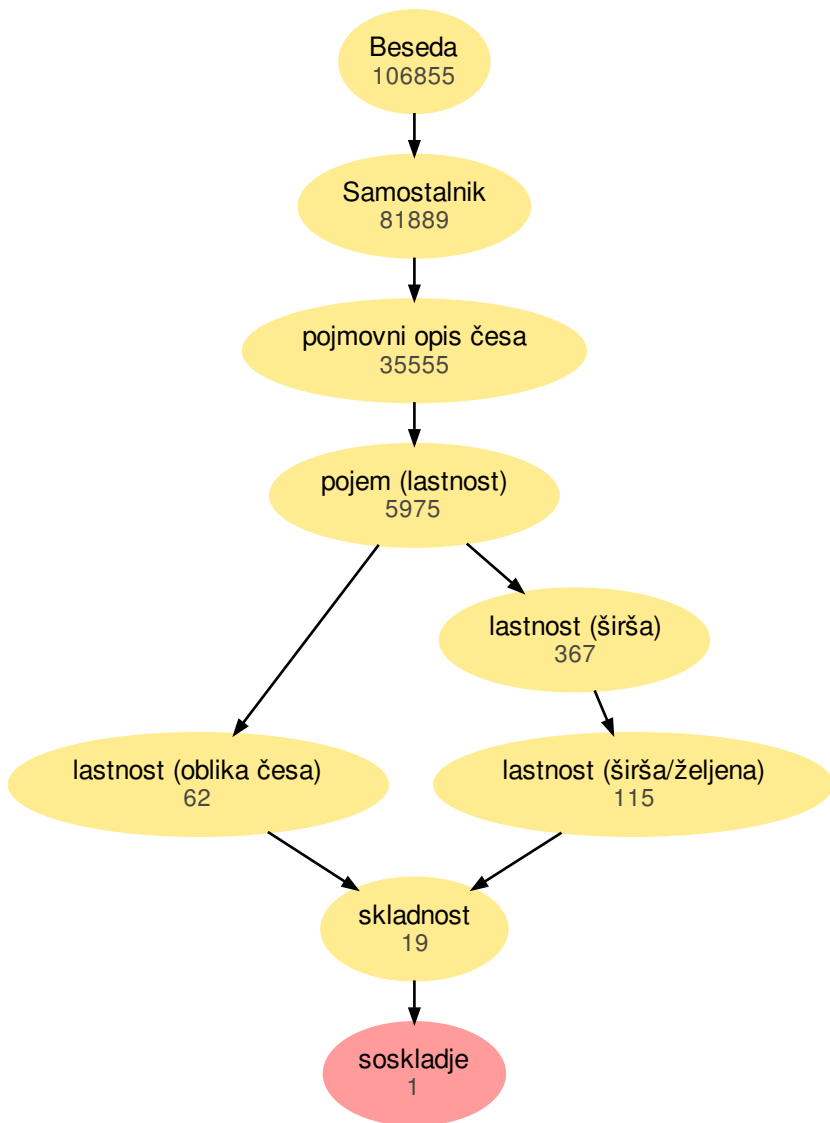 Beseda
106855
Samostalnik
81889
pojmovni opis česa
35555
pojem (lastnost)
5975
lastnost (širša)
367
lastnost (oblika česa)
62
lastnost (širša/željena)
115
skladnost
19
soskladje
1